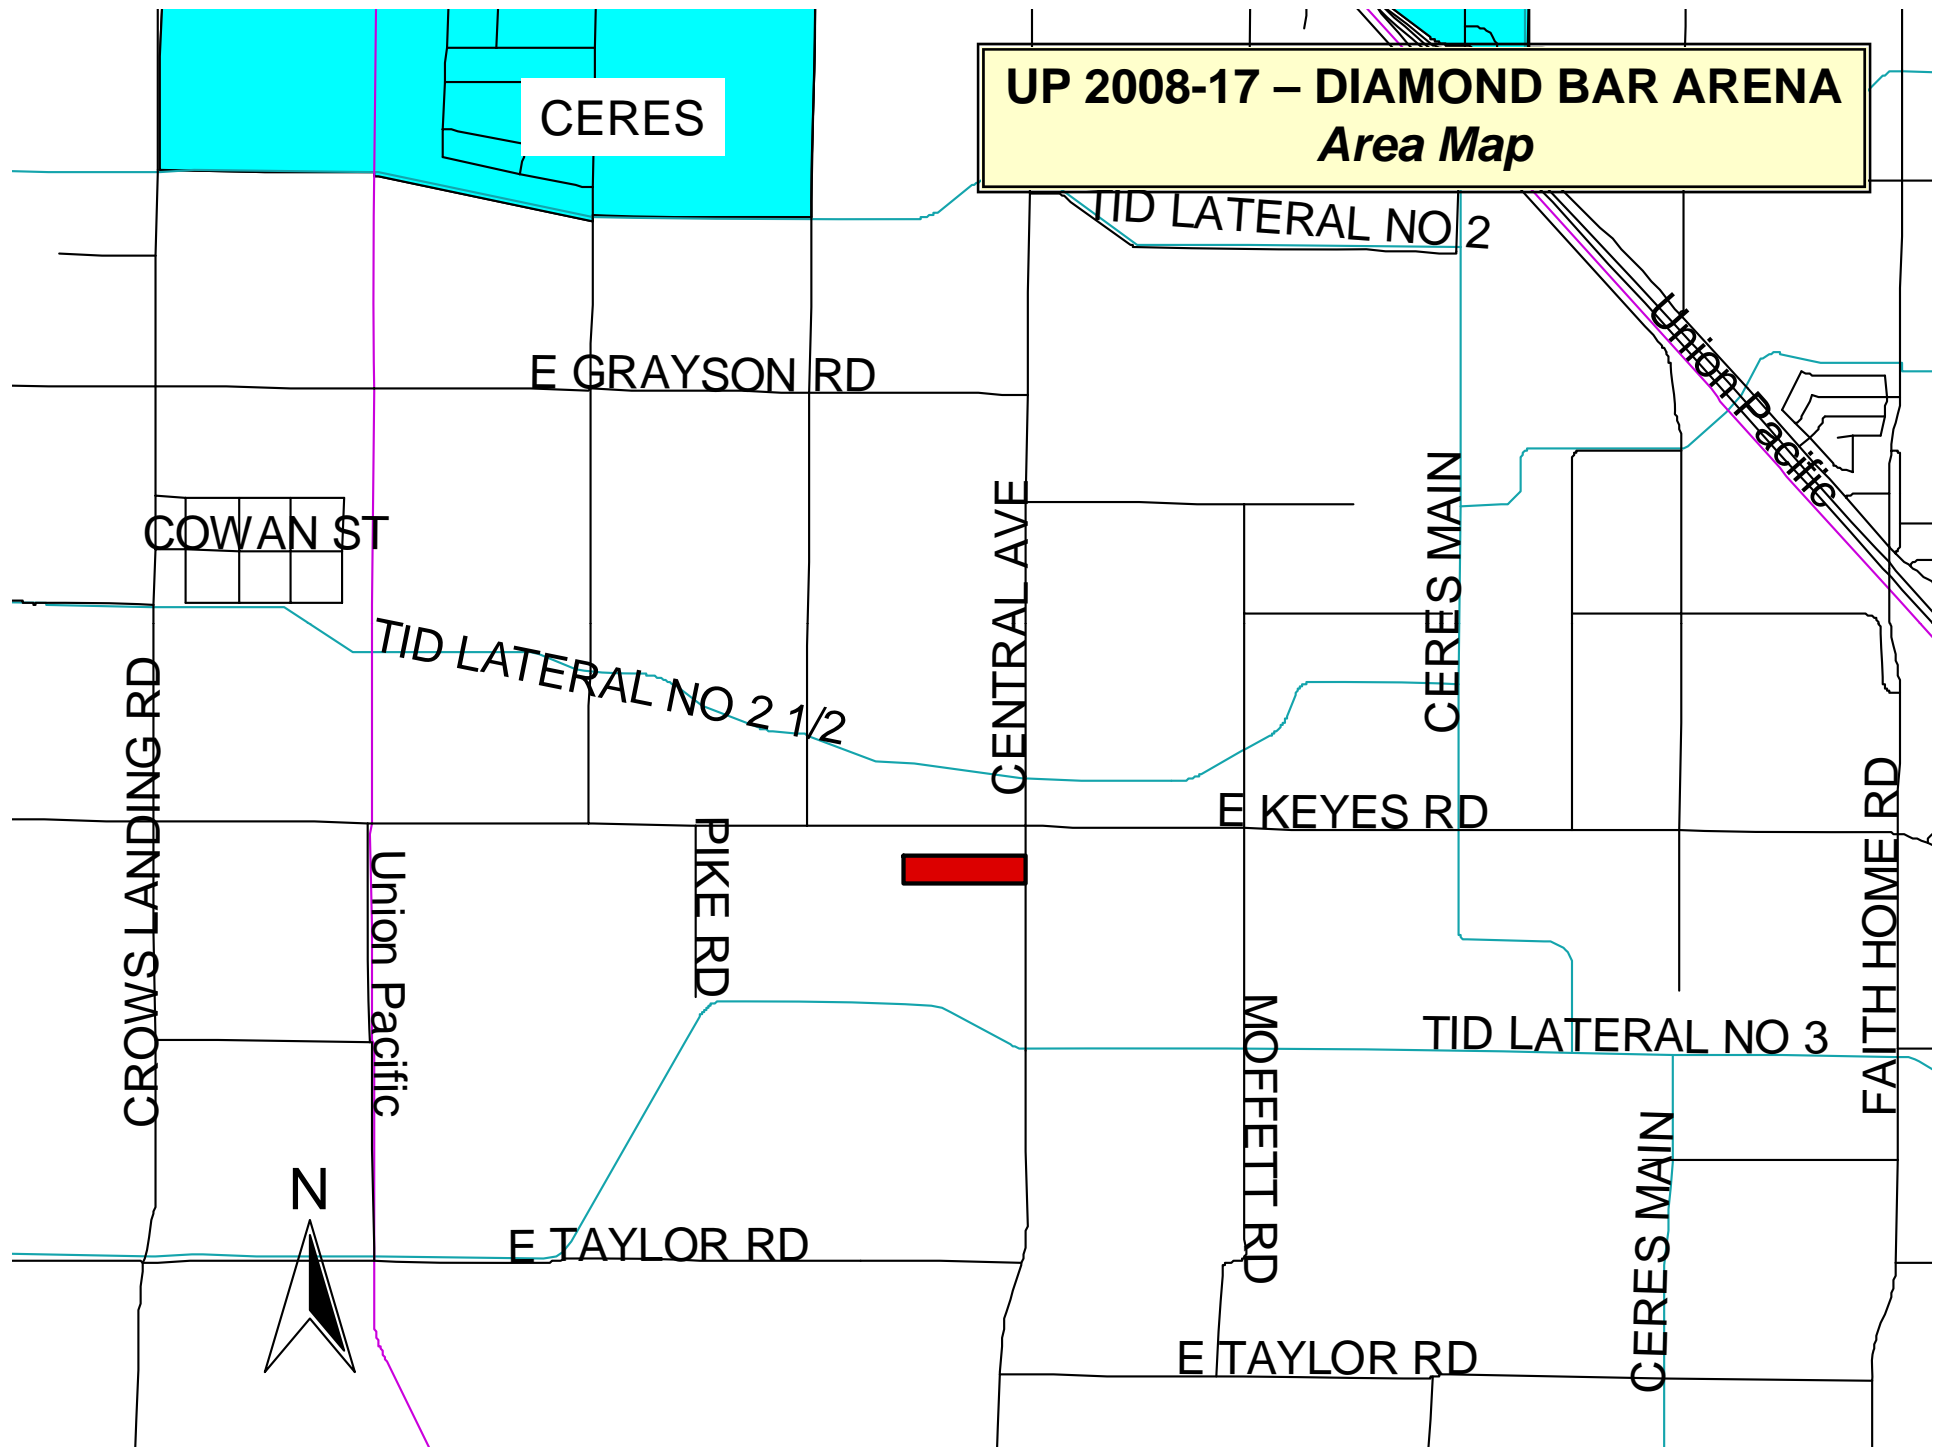 UP 2008-17 – DIAMOND BAR ARENA
Area Map
CERES
TID LATERAL NO 2
Union Pacific
E GRAYSON RD
COWAN ST
CENTRAL AVE
CERES MAIN
TID LATERAL NO 2 1/2
CROWS LANDING RD
E KEYES RD
FAITH HOME RD
PIKE RD
Union Pacific
MOFFETT RD
TID LATERAL NO 3
CERES MAIN
N
E TAYLOR RD
E TAYLOR RD